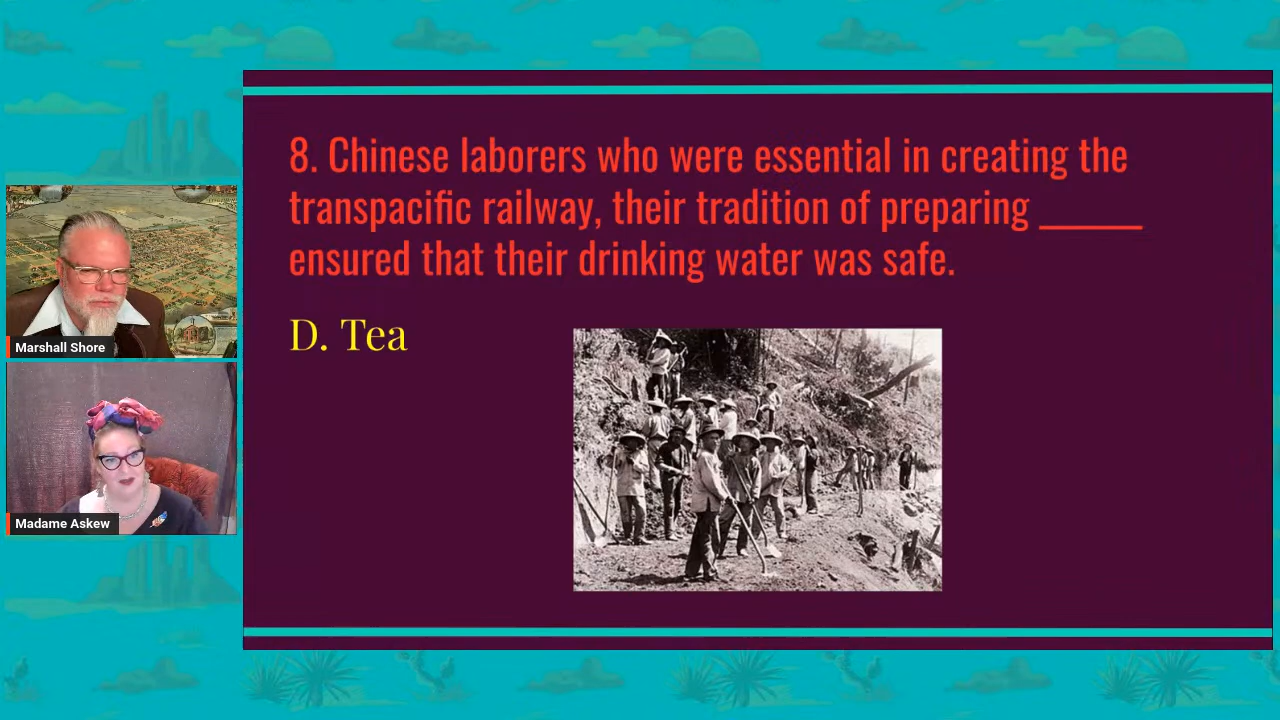 8. Chinese laborers who were essential in creating the
transpacific railway, their tradition of preparing ______
ensured that their drinking water was safe.
D. Tea
Marshall Shore
Madame Askew